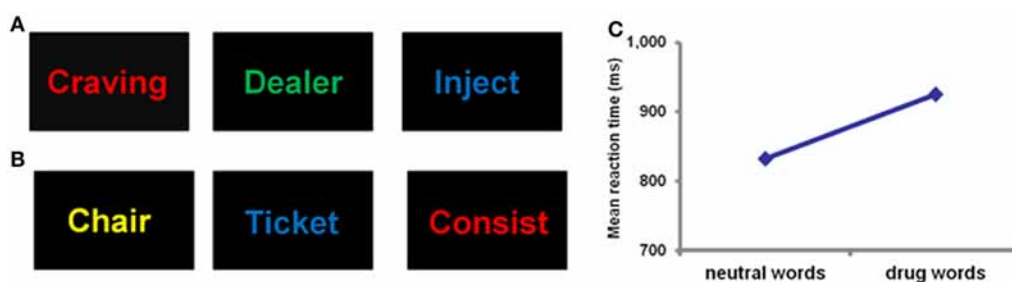 A
Craving
Dealer
Inject
B
Chair
Ticket
Consist
C
Mean reaction time (ms)
1,000
900
800
700
neutral words
drug words